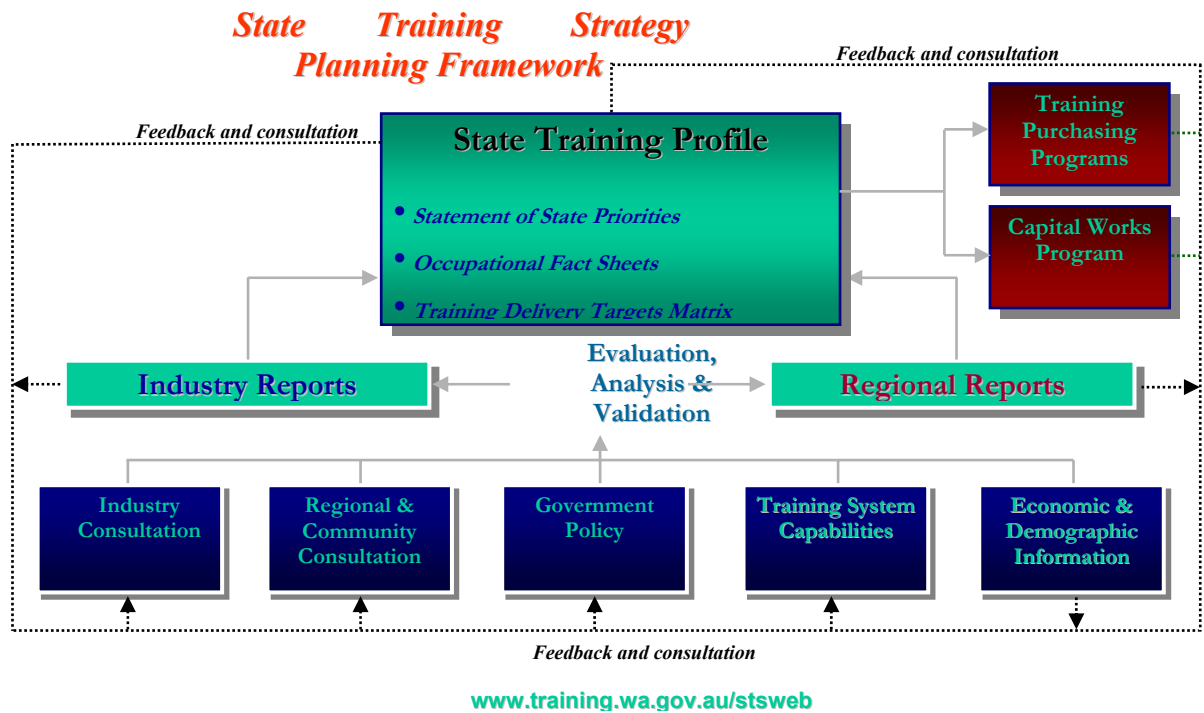 State Training Strategy
Planning Framework
Feedback and consultation
Feedback and consultation
State Training Profile
• Statement of State Priorities
• Occupational Fact Sheets
• Training Delivery Targets Matrix
Training
Purchasing
Programs
Capital Works
Program
Industry Reports
Evaluation,
Analysis &
Validation
Regional Reports
Industry
Consultation
Regional &
Community
Consultation
Government
Policy
Training System
Capabilities
Economic &
Demographic
Information
Feedback and consultation
www.training.wa.gov.au/stsweb